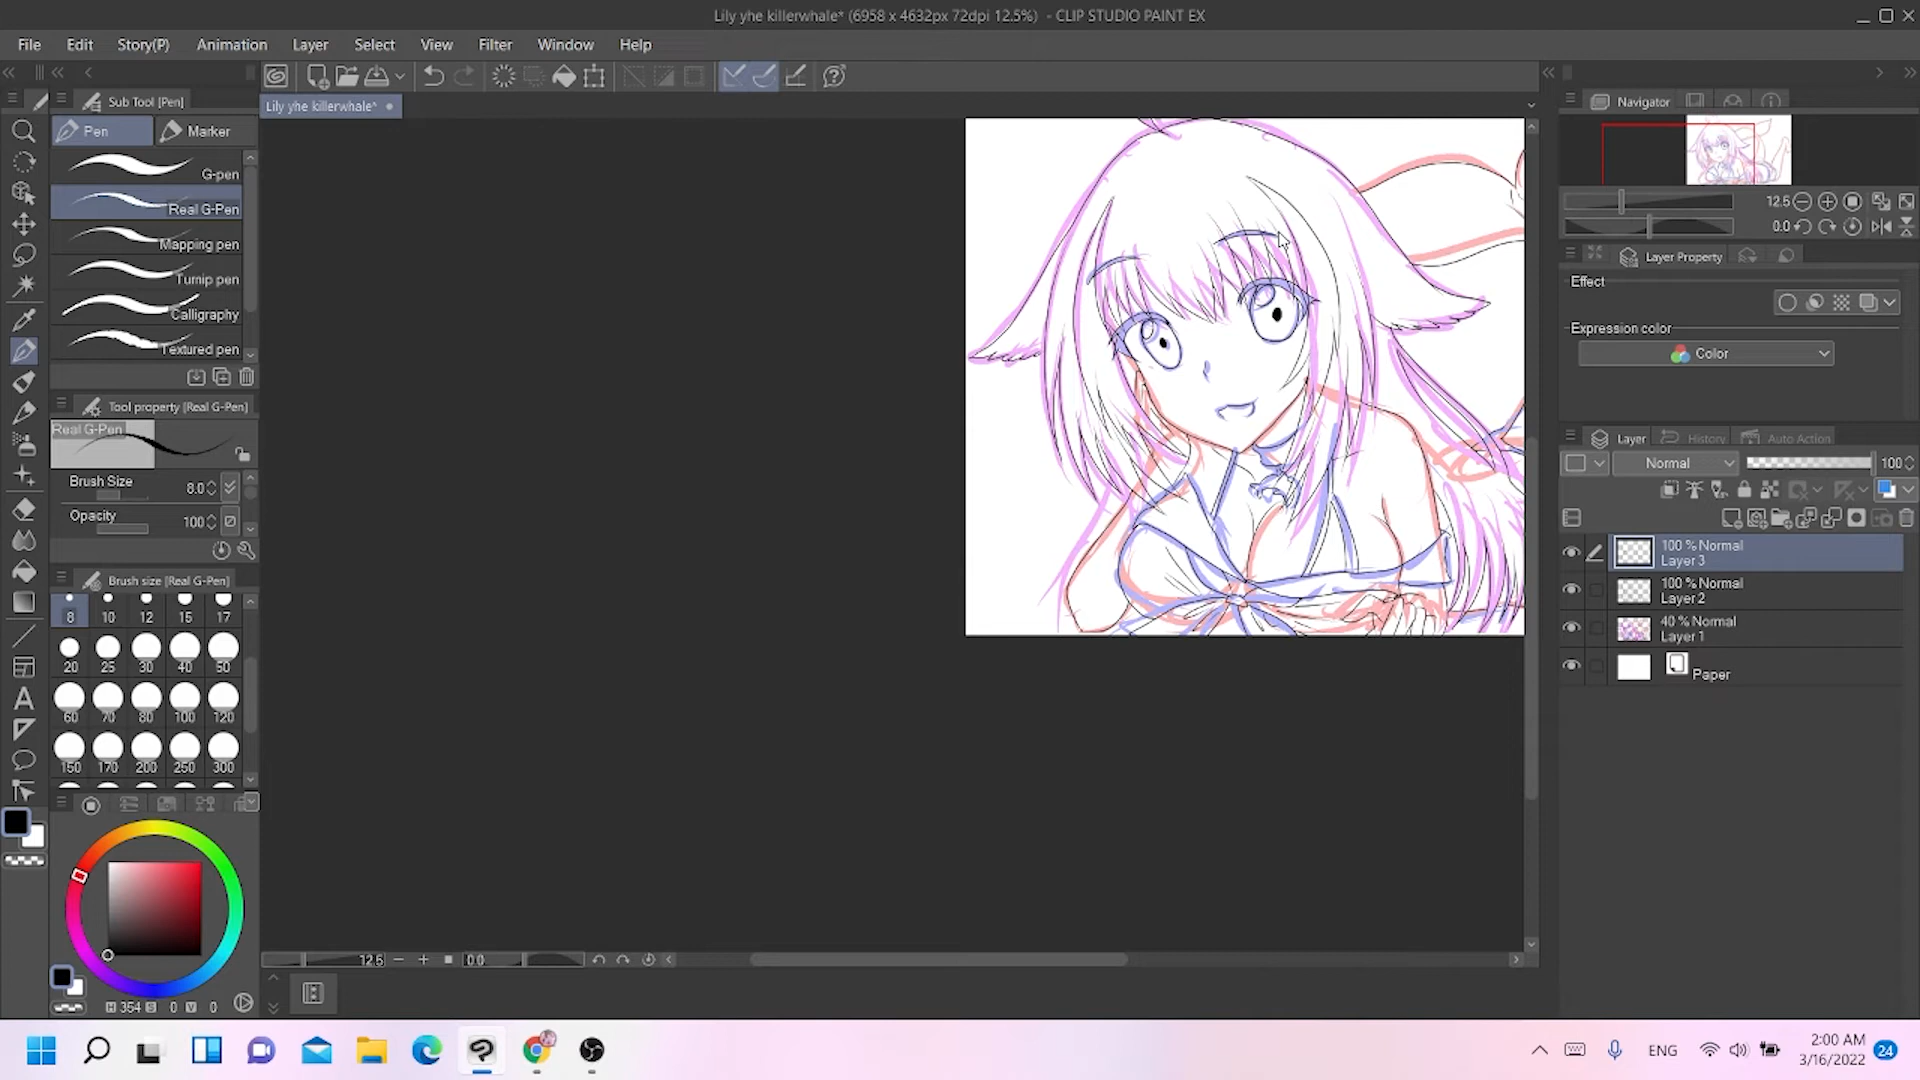 Lily yhe killerwhale* (6958 x 4632px 72dpi 12.5%) - CLIP STUDIO PAINT EX
File Edit Story(P) Animation Layer Select View Filter Window Help
Sub Tool [Pen]
Lily yhe killerwhale*
Navigator
Pen Marker
G-pen
Real G-Pen
Mapping pen
Turnip pen
Calligraphy
Textured pen
12.5
0.0
Layer Property
Effect
Expression color
Color
Tool property [Real G-Pen]
Real G-Pen
Brush Size 8.0
Opacity 100
Layer History Auto Action
Normal 100
100 % Normal
Layer 3
100 % Normal
Layer 2
40 % Normal
Layer 1
Paper
Brush size [Real G-Pen]
8 10 12 15 17
20 25 30 40 50
60 70 80 100 120
150 170 200 250 300
12.5 0.0
H 354 S 0 V 0
ENG
2:00 AM
3/16/2022
24